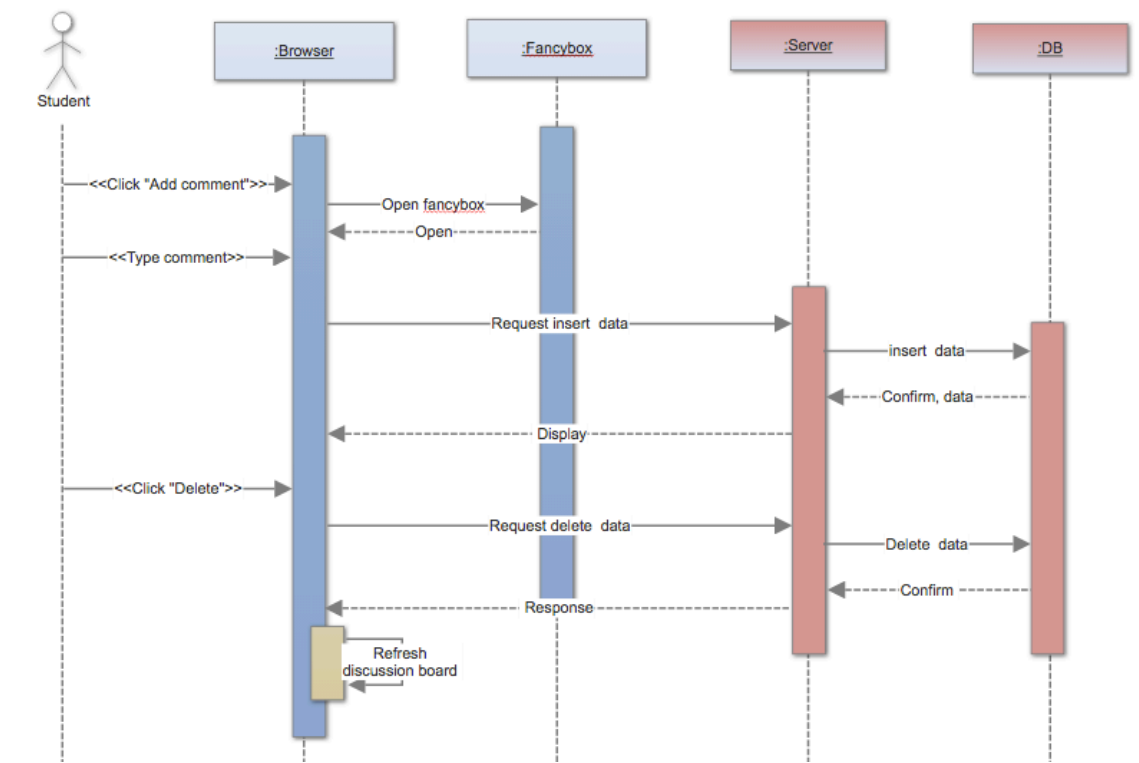 :Browser
:Fancybox
:Server
:DB
Student
<<Click "Add comment">>
Open fancybox
Open
<<Type comment>>
Request insert  data
insert  data
Confirm, data
Display
<<Click "Delete">>
Request delete  data
Delete  data
Confirm
Response
Refresh
discussion board